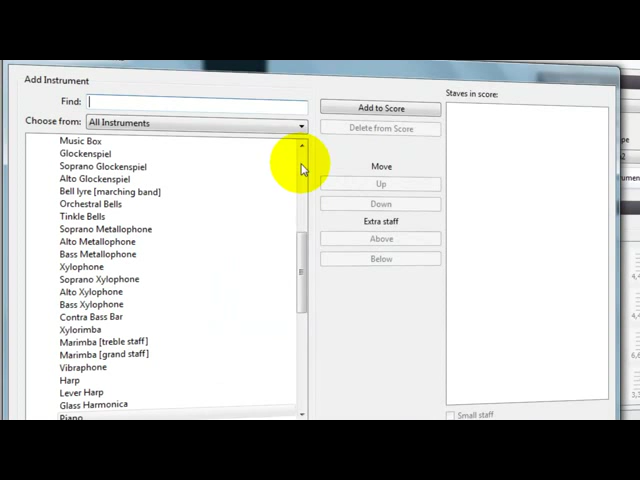 Add Instrument
Find:
Choose from: All Instruments
Music Box
Glockenspiel
Soprano Glockenspiel
Alto Glockenspiel
Bell lyre [marching band]
Orchestral Bells
Tinkle Bells
Soprano Metallophone
Alto Metallophone
Bass Metallophone
Xylophone
Soprano Xylophone
Alto Xylophone
Bass Xylophone
Contra Bass Bar
Xylorimba
Marimba [treble staff]
Marimba [grand staff]
Vibraphone
Harp
Lever Harp
Glass Harmonica
Piano
Add to Score
Delete from Score
Move
Up
Down
Extra staff
Above
Below
Staves in score:
Small staff